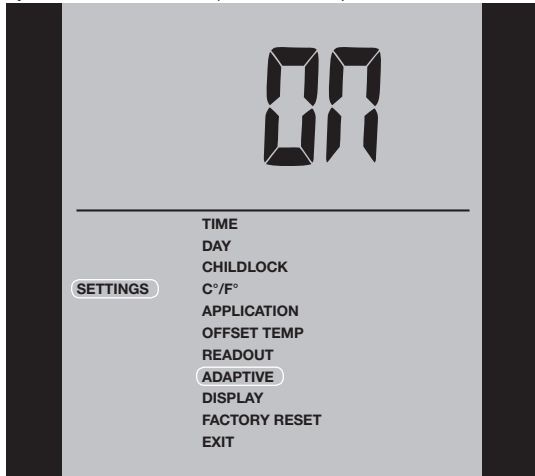 ON
TIME
DAY
CHILDLOCK
SETTINGS C°/F°
APPLICATION
OFFSET TEMP
READOUT
ADAPTIVE
DISPLAY
FACTORY RESET
EXIT